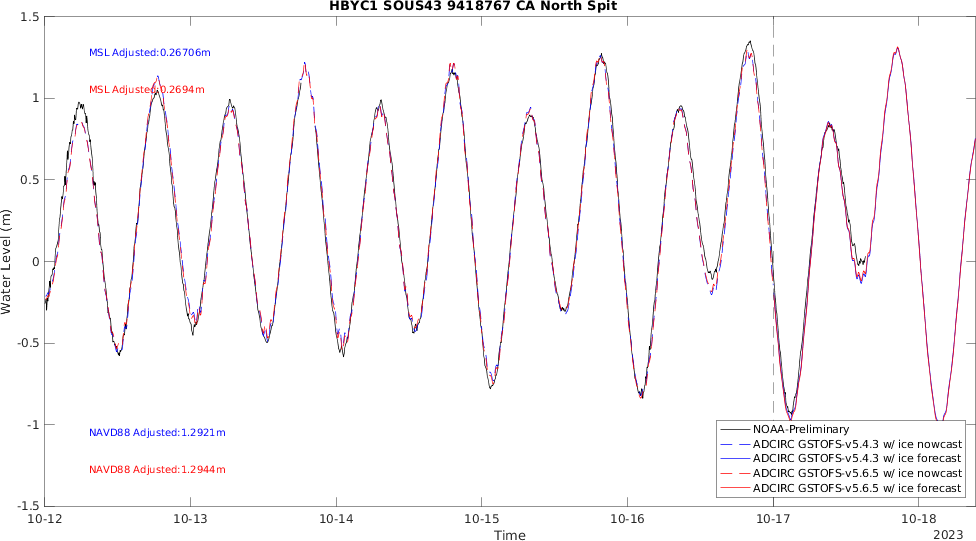 HBYC1 SOUS43 9418767 CA North Spit
1.5
MSL Adjusted:0.26706m
MSL Adjusted:0.2694m
1
0.5
0
-0.5
-1
-1.5
Water Level (m)
NAVD88 Adjusted:1.2921m
NAVD88 Adjusted:1.2944m
NOAA-Preliminary
ADCIRC GSTOFS-v5.4.3 w/ ice nowcast
ADCIRC GSTOFS-v5.4.3 w/ ice forecast
ADCIRC GSTOFS-v5.6.5 w/ ice nowcast
ADCIRC GSTOFS-v5.6.5 w/ ice forecast
10-12 10-13 10-14 10-15 10-16 10-17 10-18
Time
2023